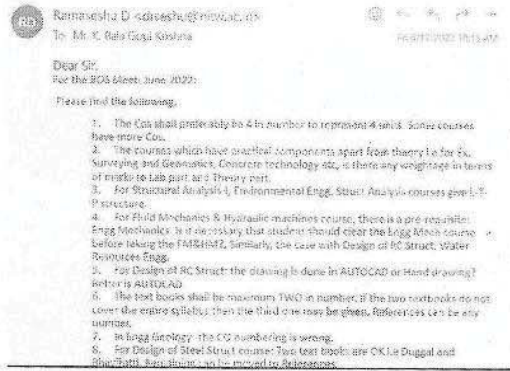 RD
Ramasesha D
To Mr. K. Bala Gopi Krishna
Dear Sir,
For the BOS Meet: June 2022:
Please find the following.
1. The Cos shall preferably be 4 in number to represent 4 units. Some courses
have more Cos.
2. The courses which have practical components apart from theory i.e for Ex.
Surveying and Geomatics, Concrete technology etc, is there any weightage in terms
of marks to Lab part and Theory part.
3. For Structural Analysis-I, Environmental Engg, Struct Analysis courses give L-T-
P structure.
4. For Fluid Mechanics & Hydraulic machines course, there is a pre-requisite:
Engg Mechanics. Is it necessary that student should clear the Engg Mech course
before taking the FM&HM?, Similarly, the case with Design of RC Struct, Water
Resources Engg.
5. For Design of RC Struct the drawing is done in AUTOCAD or Hand drawing?
Better is AUTOCAD
6. The text books shall be maximum TWO in number. If the two textbooks do not
cover the entire syllabus then the third one may be given. References can be any
number.
7. In Engg Geology the CO numbering is wrong.
8. For Design of Steel Struct course: Two text books are OK i.e Duggal and
can be moved to References.